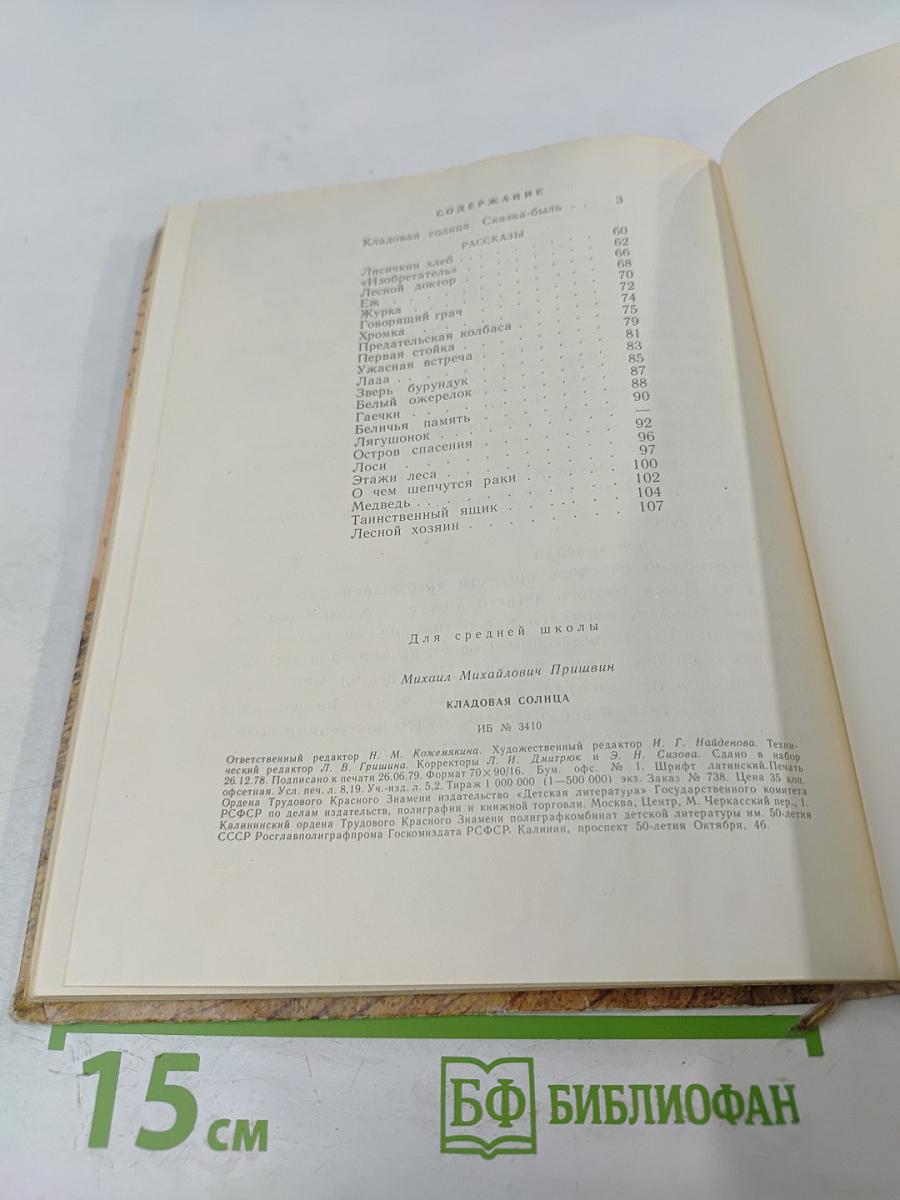 СОДЕРЖАНИЕ
Кладовая солнца. Сказка-быль . . 3
РАССКАЗЫ
Лисичкин хлеб . . . . . . . 60
«Изобретатель» . . . . . . . 62
Лесной доктор . . . . . . . 66
Еж . . . . . . . . . . 68
Журка . . . . . . . . . 70
Говорящий грач . . . . . . . 72
Хромка . . . . . . . . . 74
Предательская колбаса . . . . . 75
Первая стойка . . . . . . . 79
Ужасная встреча . . . . . . . 81
Лада . . . . . . . . . . 83
Зверь бурундук . . . . . . . 85
Белый ожерелок . . . . . . . 87
Гаечки . . . . . . . . . 88
Беличья память . . . . . . . 90
Лягушонок . . . . . . . . —
Остров спасения . . . . . . . 92
Лоси . . . . . . . . . . 96
Этажи леса . . . . . . . . 97
О чем шепчутся раки . . . . . 100
Медведь . . . . . . . . . 102
Таинственный ящик . . . . . . 104
Лесной хозяин . . . . . . . 107
Для средней школы
Михаил Михайлович Пришвин
КЛАДОВАЯ СОЛНЦА
ИБ № 3410
Ответственный редактор Н. М. Кожемякина. Художественный редактор И. Г. Найденова. Техни-
ческий редактор Л. В. Гришина. Корректоры Л. И. Дмитрюк и Э. Н. Сизова. Сдано в набор
26.12.78. Подписано к печати 26.06.79. Формат 70×90/16. Бум. офс. № 1. Шрифт латинский.Печать
офсетная. Усл. печ. л. 8,19. Уч.-изд. л. 5,2. Тираж 1 000 000 (1—500 000) экз. Заказ № 738. Цена 35 коп.
Ордена Трудового Красного Знамени издательство «Детская литература» Государственного комитета
РСФСР по делам издательств, полиграфии и книжной торговли. Москва, Центр, М. Черкасский пер., 1.
Калининский ордена Трудового Красного Знамени полиграфкомбинат детской литературы им. 50-летия
СССР Росглавполиграфпрома Госкомиздата РСФСР. Калинин, проспект 50-летия Октября, 46.
15 см
БФ БИБЛИОФАН